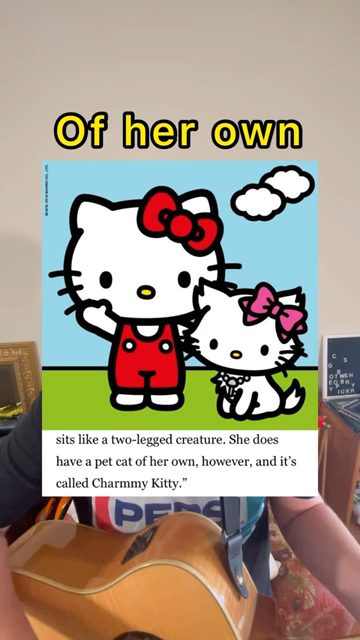 Of her own
sits like a two-legged creature. She does
have a pet cat of her own, however, and it's
called Charmmy Kitty.”
PEPS